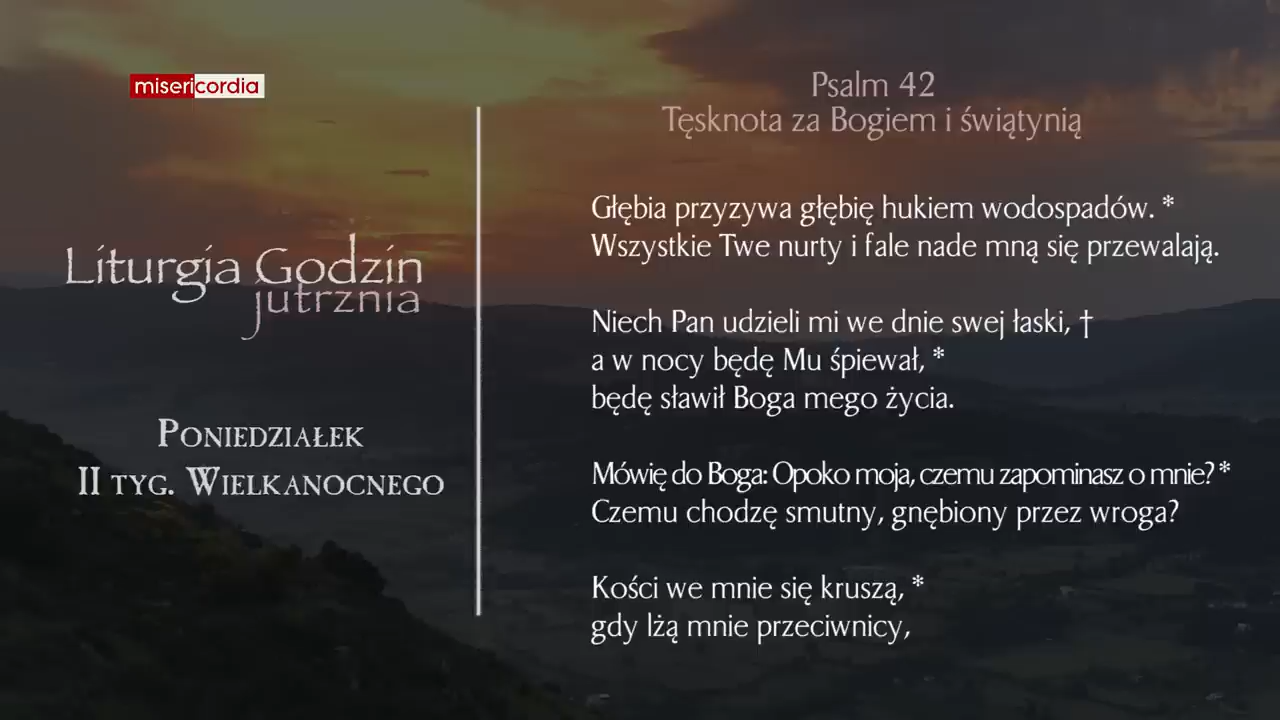 misericordia
Liturgia Godzin
jutrznia
Poniedziałek
II tyg. Wielkanocnego
Psalm 42
Tęsknota za Bogiem i świątynią
Głębia przyzywa głębię hukiem wodospadów. *
Wszystkie Twe nurty i fale nade mną się przewalają.
Niech Pan udzieli mi we dnie swej łaski, †
a w nocy będę Mu śpiewał, *
będę sławił Boga mego życia.
Mówię do Boga: Opoko moja, czemu zapominasz o mnie? *
Czemu chodzę smutny, gnębiony przez wroga?
Kości we mnie się kruszą, *
gdy lżą mnie przeciwnicy,